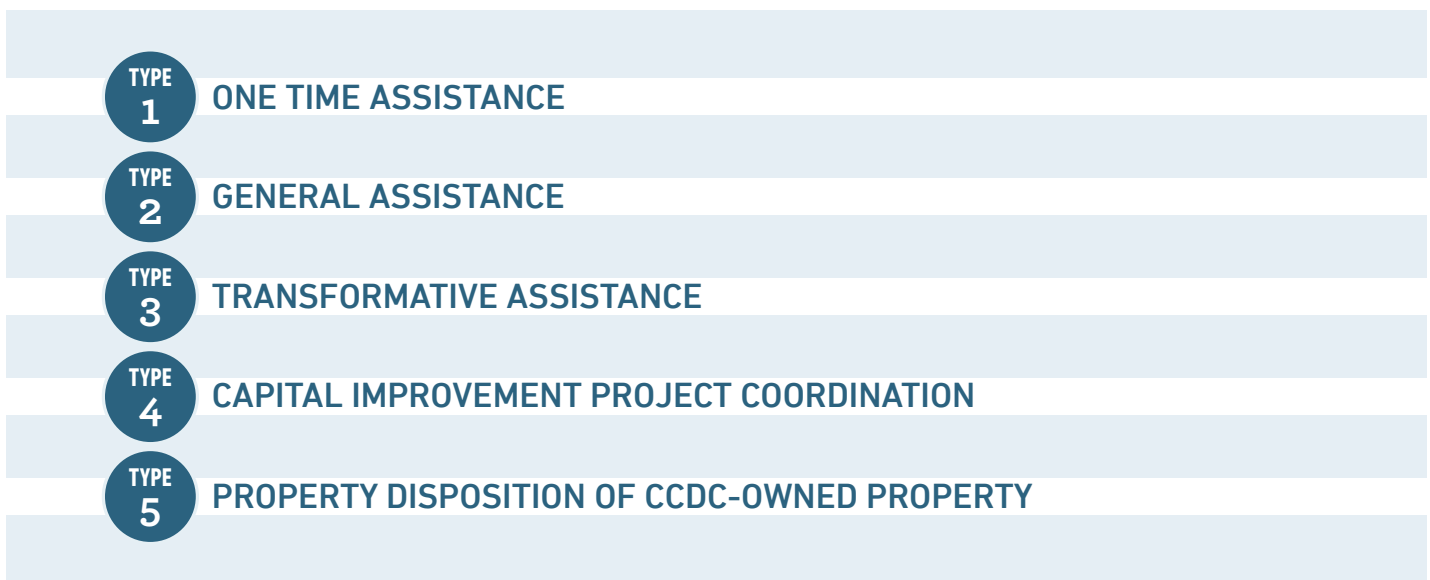 TYPE
1
ONE TIME ASSISTANCE
TYPE
2
GENERAL ASSISTANCE
TYPE
3
TRANSFORMATIVE ASSISTANCE
TYPE
4
CAPITAL IMPROVEMENT PROJECT COORDINATION
TYPE
5
PROPERTY DISPOSITION OF CCDC-OWNED PROPERTY